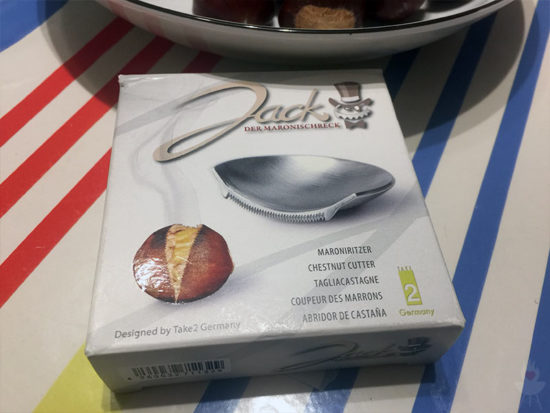 Jack
DER MARONISCHRECK
MARONIRITZER
CHESTNUT CUTTER
TAGLIACASTAGNE
COUPEUR DES MARRONS
ABRIDOR DE CASTAÑA
TAKE
2
Germany
Designed by Take2 Germany
Jack